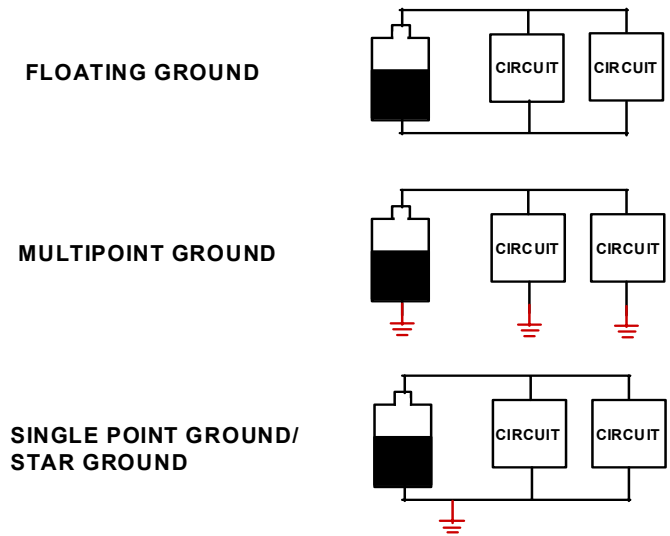 FLOATING GROUND
CIRCUIT CIRCUIT
MULTIPOINT GROUND
CIRCUIT CIRCUIT
SINGLE POINT GROUND/
STAR GROUND
CIRCUIT CIRCUIT